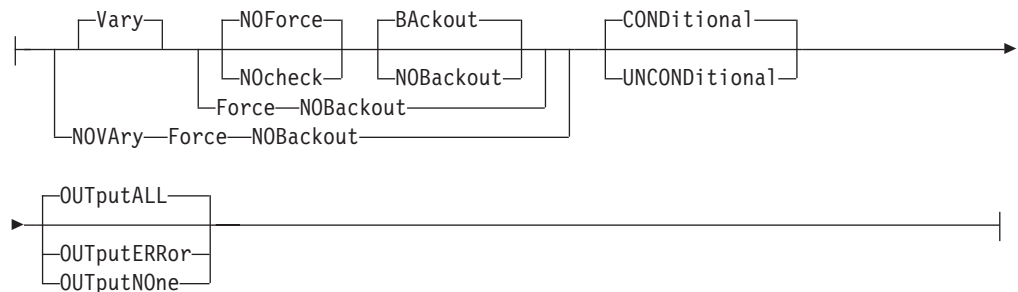 Vary NOForce BAckout CONDitional
NOcheck NOBackout UNCONDitional
Force NOBackout
NOVAry Force NOBackout
OUTputALL
OUTputERRor
OUTputNOne